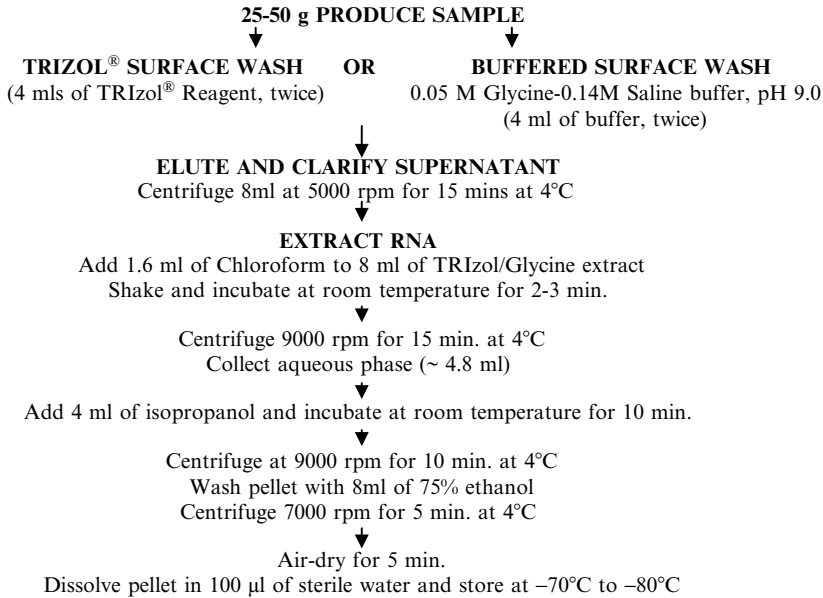 25-50 g PRODUCE SAMPLE
TRIZOL® SURFACE WASH OR BUFFERED SURFACE WASH
(4 mls of TRIzol® Reagent, twice) 0.05 M Glycine-0.14M Saline buffer, pH 9.0
(4 ml of buffer, twice)
ELUTE AND CLARIFY SUPERNATANT
Centrifuge 8ml at 5000 rpm for 15 mins at 4°C
EXTRACT RNA
Add 1.6 ml of Chloroform to 8 ml of TRIzol/Glycine extract
Shake and incubate at room temperature for 2-3 min.
Centrifuge 9000 rpm for 15 min. at 4°C
Collect aqueous phase (~ 4.8 ml)
Add 4 ml of isopropanol and incubate at room temperature for 10 min.
Centrifuge at 9000 rpm for 10 min. at 4°C
Wash pellet with 8ml of 75% ethanol
Centrifuge 7000 rpm for 5 min. at 4°C
Air-dry for 5 min.
Dissolve pellet in 100 μl of sterile water and store at –70°C to –80°C